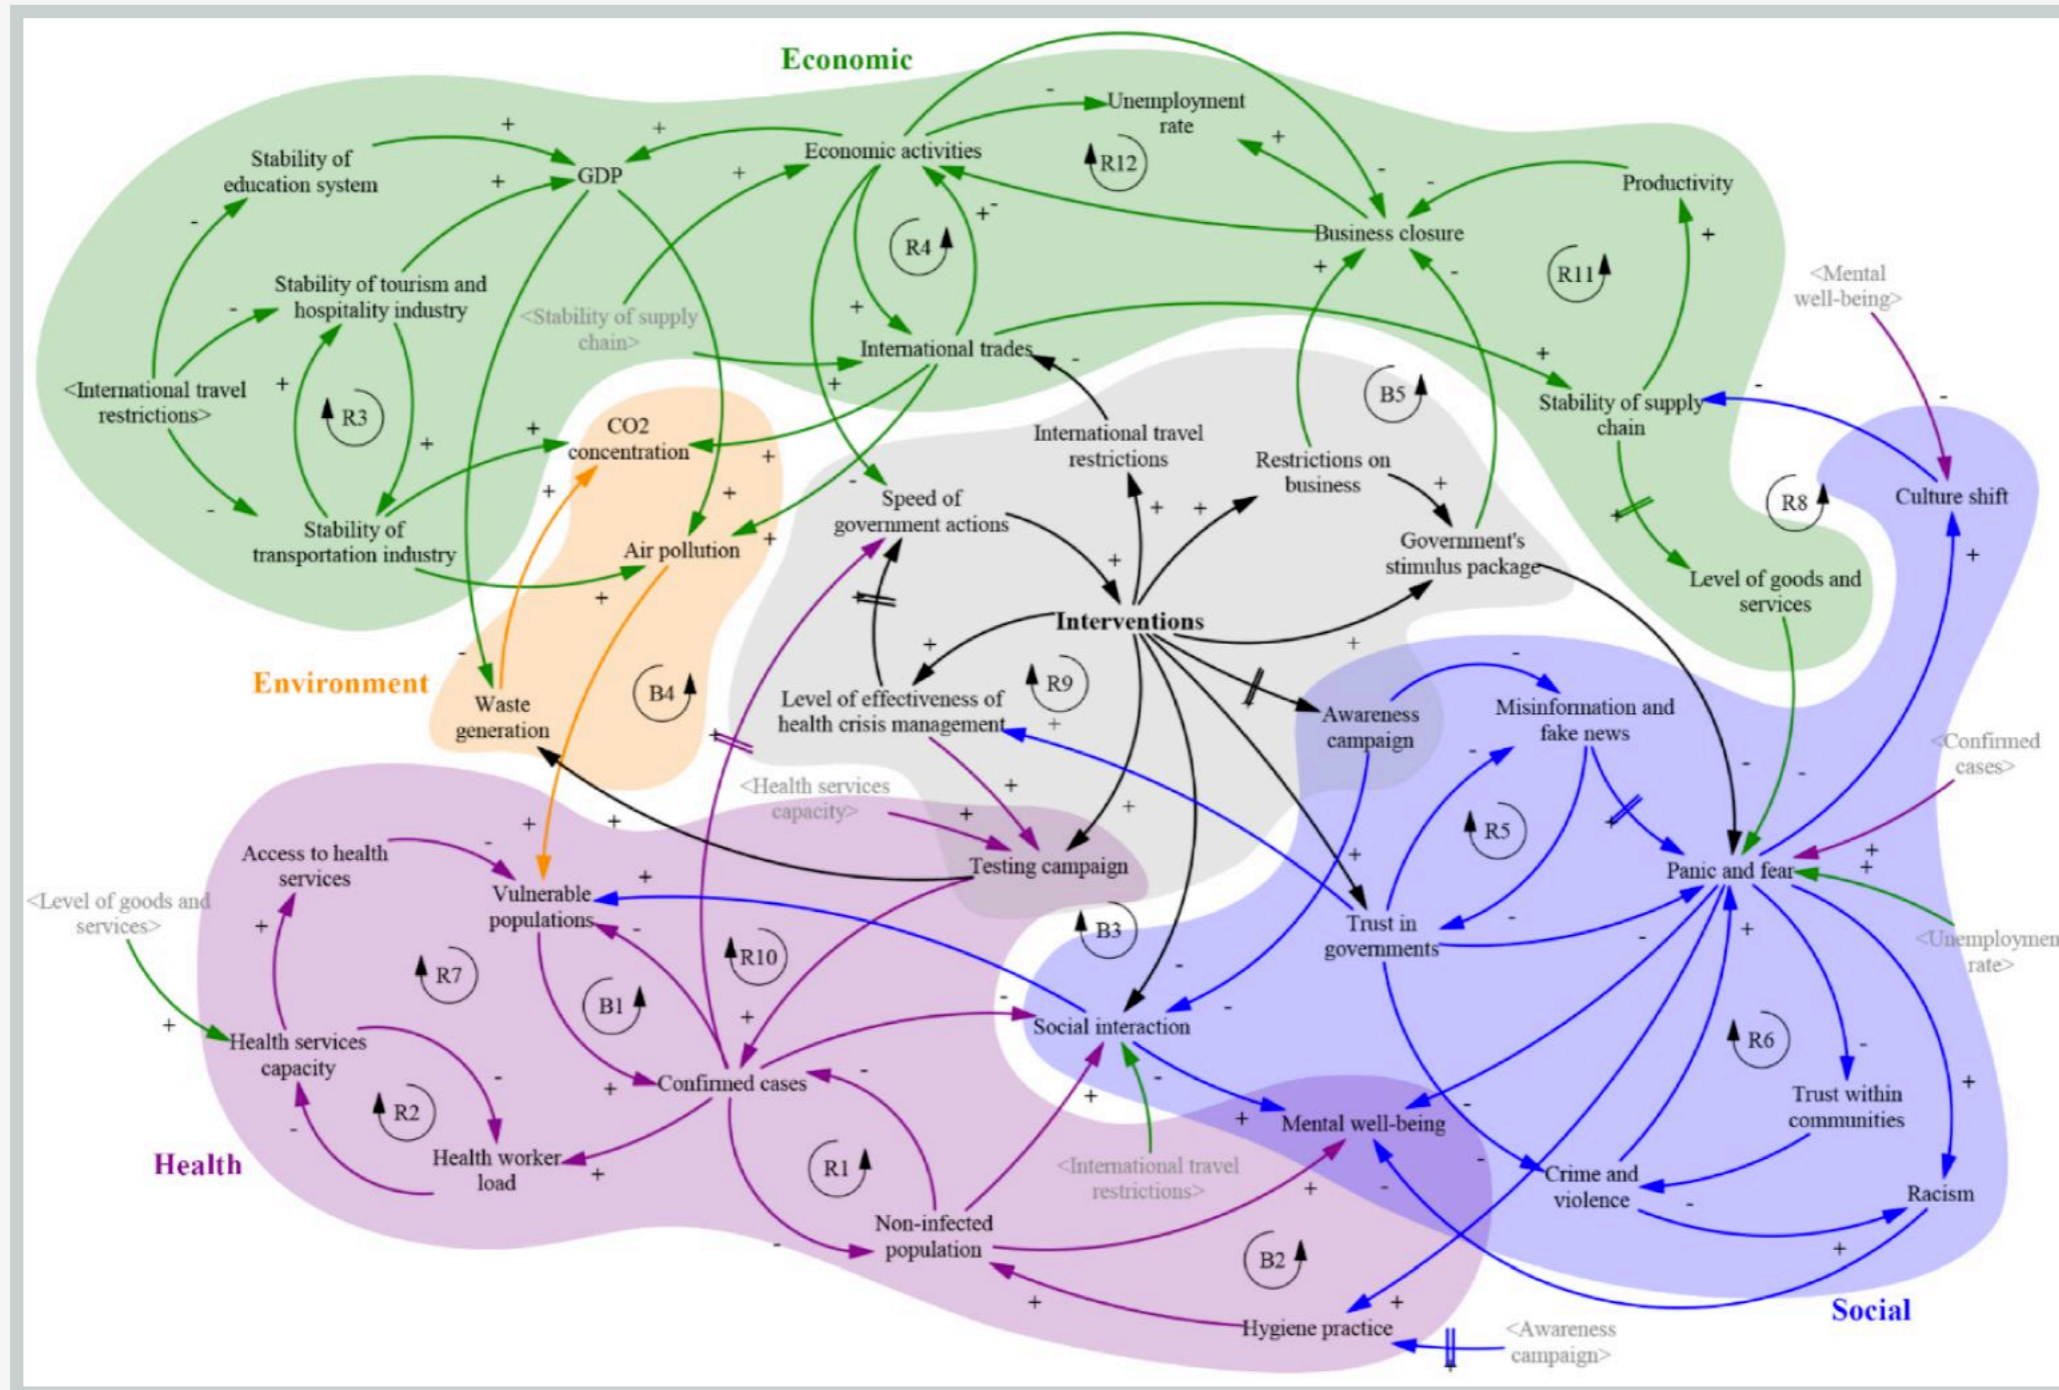 Economic
Unemployment
rate
Economic activities
R12
Stability of
education system
GDP
Productivity
Business closure
R4
R11
Stability of tourism and
hospitality industry
<Stability of supply
chain>
<Mental
well-being>
International trades
<International travel
restrictions>
R3
B5
Stability of supply
chain
CO2
concentration
International travel
restrictions
Restrictions on
business
R8
Culture shift
Speed of
government actions
Stability of
transportation industry
Air pollution
Government's
stimulus package
Level of goods and
services
Interventions
Environment
B4
R9
Waste
generation
Level of effectiveness of
health crisis management
Awareness
campaign
Misinformation and
fake news
<Confirmed
cases>
<Health services
capacity>
R5
Access to health
services
Testing campaign
Panic and fear
Vulnerable
populations
<Level of goods and
services>
R7
B1
R10
B3
Trust in
governments
<Unemploymen
rate>
Health services
capacity
Social interaction
R6
R2
Confirmed cases
Trust within
communities
Mental well-being
Health
Health worker
load
R1
<International travel
restrictions>
Crime and
violence
Racism
Non-infected
population
B2
Hygiene practice
<Awareness
campaign>
Social